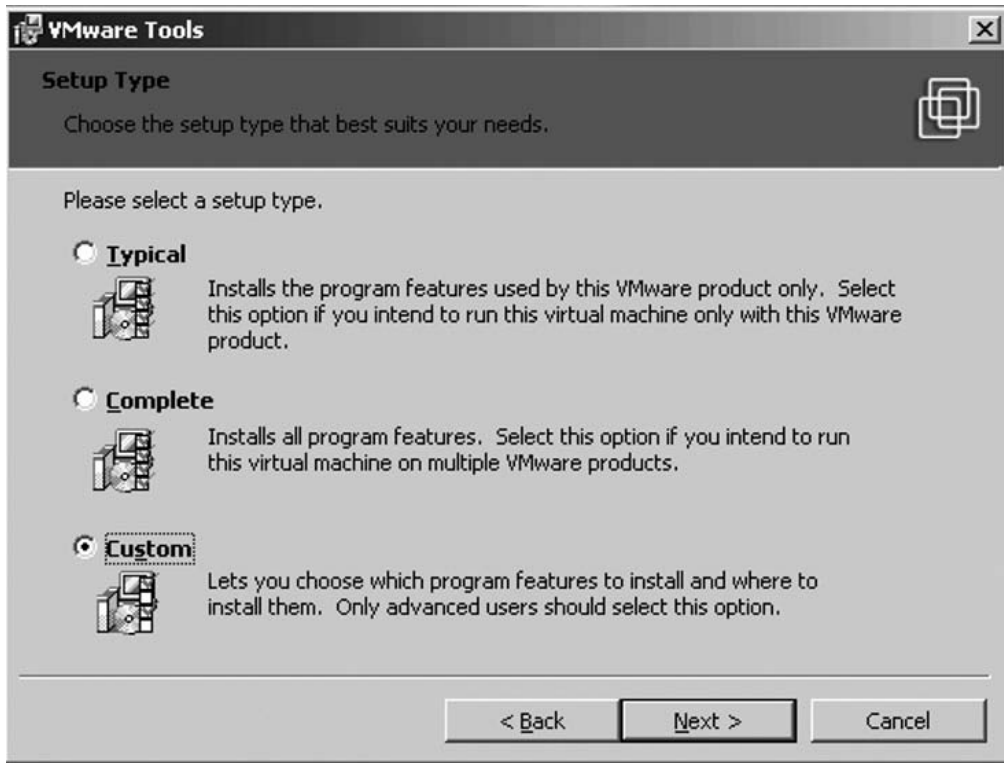 VMware Tools
Setup Type
Choose the setup type that best suits your needs.
Please select a setup type.
Typical
Installs the program features used by this VMware product only.  Select
this option if you intend to run this virtual machine only with this VMware
product.
Complete
Installs all program features.  Select this option if you intend to run
this virtual machine on multiple VMware products.
Custom
Lets you choose which program features to install and where to
install them.  Only advanced users should select this option.
< Back Next > Cancel